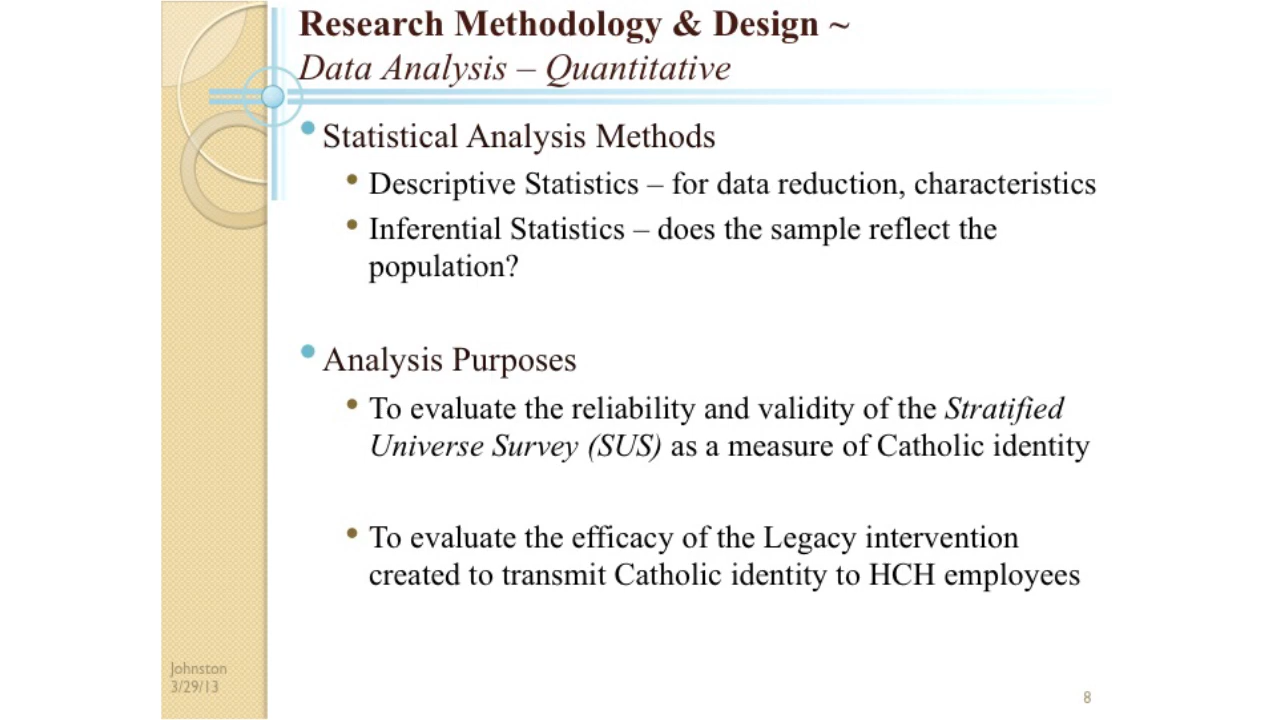 Research Methodology & Design ~
Data Analysis – Quantitative
Statistical Analysis Methods
Descriptive Statistics – for data reduction, characteristics
Inferential Statistics – does the sample reflect the
population?
Analysis Purposes
To evaluate the reliability and validity of the Stratified
Universe Survey (SUS) as a measure of Catholic identity
To evaluate the efficacy of the Legacy intervention
created to transmit Catholic identity to HCH employees
Johnston
3/29/13
8